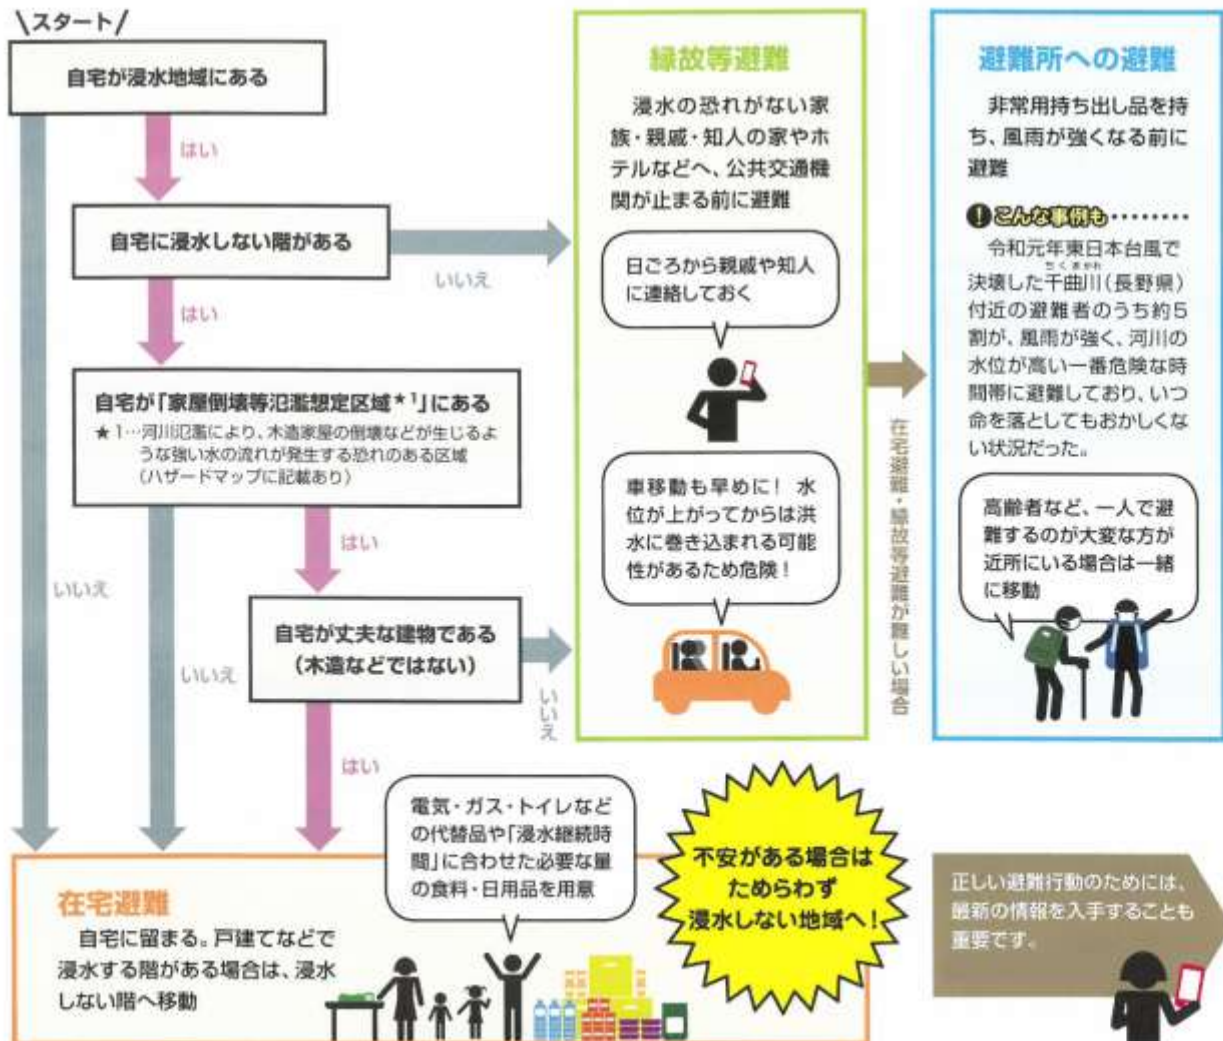 スタート
自宅が浸水地域にある
はい
自宅に浸水しない階がある
いいえ
はい
自宅が「家屋倒壊等氾濫想定区域★1」にある
★1…河川氾濫により、木造家屋の倒壊などが生じるよ
うな強い水の流れが発生する恐れのある区域
（ハザードマップに記載あり）
いいえ
はい
いいえ
自宅が丈夫な建物である
（木造などではない）
いいえ
はい
縁故等避難
浸水の恐れがない家
族・親戚・知人の家やホ
テルなどへ、公共交通機
関が止まる前に避難
日ごろから親戚や知人
に連絡しておく
車移動も早めに！ 水
位が上がってからは洪
水に巻き込まれる可能
性があるため危険！
在宅避難・縁故等避難が難しい場合
避難所への避難
非常用持ち出し品を持
ち、風雨が強くなる前に
避難
！こんな事例も・・・・・・・・
令和元年東日本台風で
ちくまがわ
決壊した千曲川（長野県）
付近の避難者のうち約5
割が、風雨が強く、河川の
水位が高い一番危険な時
間帯に避難しており、いつ
命を落としてもおかしくな
い状況だった。
高齢者など、一人で避
難するのが大変な方が
近所にいる場合は一緒
に移動
在宅避難
自宅に留まる。戸建てなどで
浸水する階がある場合は、浸水
しない階へ移動
電気・ガス・トイレなど
の代替品や「浸水継続時
間」に合わせた必要な量
の食料・日用品を用意
不安がある場合は
ためらわず
浸水しない地域へ！
正しい避難行動のためには、
最新の情報を入手することも
重要です。